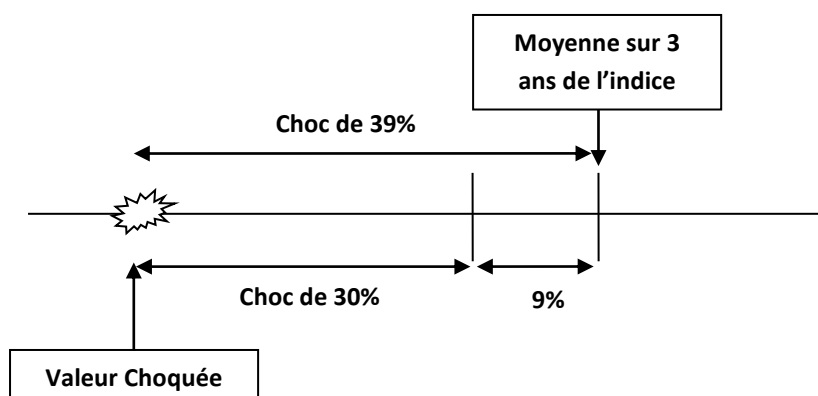 Moyenne sur 3
ans de l’indice
Choc de 39%
Choc de 30%
9%
Valeur Choquée